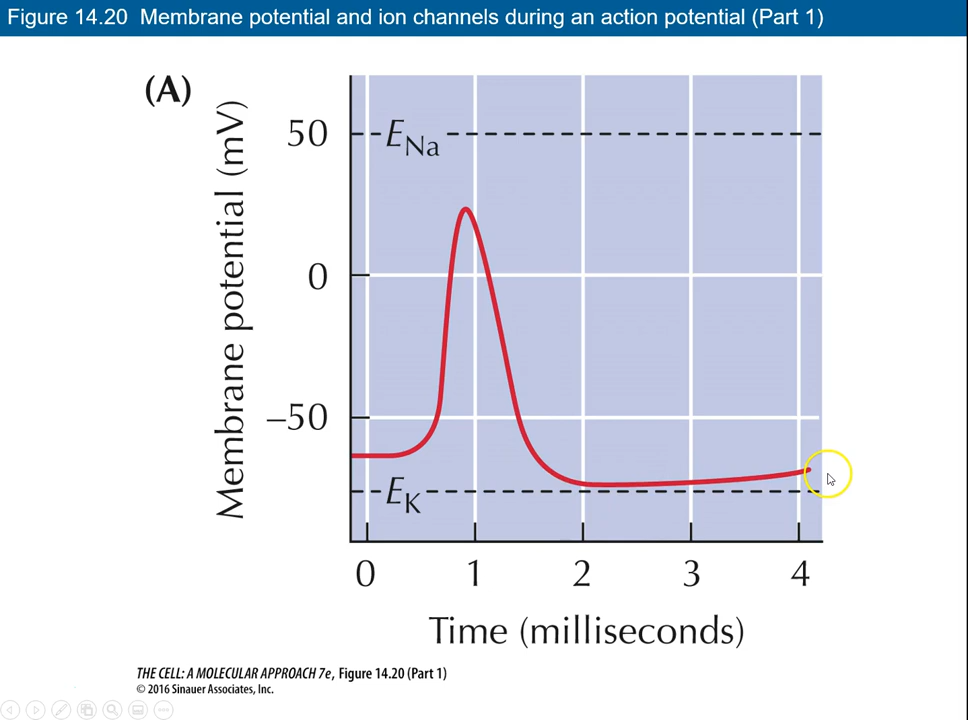 Figure 14.20 Membrane potential and ion channels during an action potential (Part 1)
(A)
Membrane potential (mV)
50
E Na
0
–50
E K
0 1 2 3 4
Time (milliseconds)
THE CELL: A MOLECULAR APPROACH 7e, Figure 14.20 (Part 1)
© 2016 Sinauer Associates, Inc.